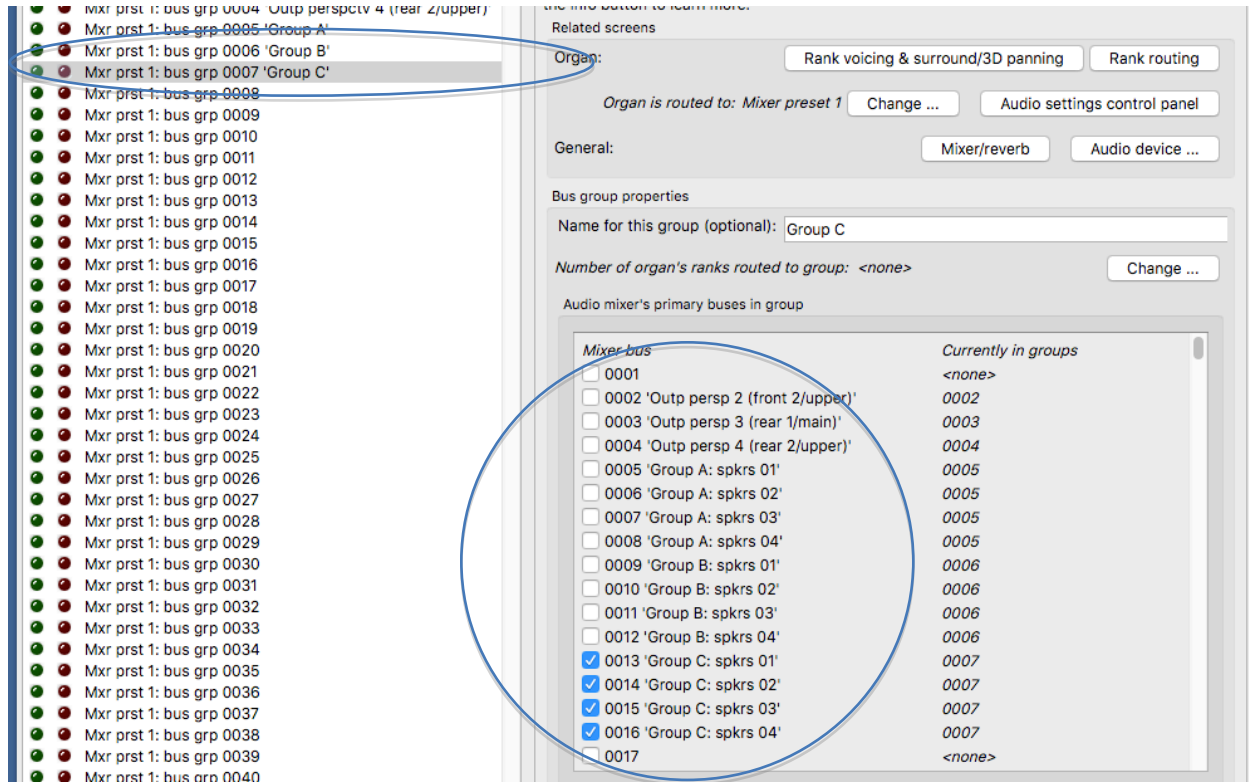 Mxr prst 1: bus grp 0004 'Outp perspctv 4 (rear 2/upper)'
Mxr prst 1: bus grp 0005 'Group A'
Mxr prst 1: bus grp 0006 'Group B'
Mxr prst 1: bus grp 0007 'Group C'
Mxr prst 1: bus grp 0008
Mxr prst 1: bus grp 0009
Mxr prst 1: bus grp 0010
Mxr prst 1: bus grp 0011
Mxr prst 1: bus grp 0012
Mxr prst 1: bus grp 0013
Mxr prst 1: bus grp 0014
Mxr prst 1: bus grp 0015
Mxr prst 1: bus grp 0016
Mxr prst 1: bus grp 0017
Mxr prst 1: bus grp 0018
Mxr prst 1: bus grp 0019
Mxr prst 1: bus grp 0020
Mxr prst 1: bus grp 0021
Mxr prst 1: bus grp 0022
Mxr prst 1: bus grp 0023
Mxr prst 1: bus grp 0024
Mxr prst 1: bus grp 0025
Mxr prst 1: bus grp 0026
Mxr prst 1: bus grp 0027
Mxr prst 1: bus grp 0028
Mxr prst 1: bus grp 0029
Mxr prst 1: bus grp 0030
Mxr prst 1: bus grp 0031
Mxr prst 1: bus grp 0032
Mxr prst 1: bus grp 0033
Mxr prst 1: bus grp 0034
Mxr prst 1: bus grp 0035
Mxr prst 1: bus grp 0036
Mxr prst 1: bus grp 0037
Mxr prst 1: bus grp 0038
Mxr prst 1: bus grp 0039
Mxr prst 1: bus grp 0040
the info button to learn more.
Related screens
Organ: Rank voicing & surround/3D panning Rank routing
Organ is routed to: Mixer preset 1 Change ... Audio settings control panel
General: Mixer/reverb Audio device ...
Bus group properties
Name for this group (optional): Group C
Number of organ's ranks routed to group: <none> Change ...
Audio mixer's primary buses in group
Mixer bus Currently in groups
0001 <none>
0002 'Outp persp 2 (front 2/upper)' 0002
0003 'Outp persp 3 (rear 1/main)' 0003
0004 'Outp persp 4 (rear 2/upper)' 0004
0005 'Group A: spkrs 01' 0005
0006 'Group A: spkrs 02' 0005
0007 'Group A: spkrs 03' 0005
0008 'Group A: spkrs 04' 0005
0009 'Group B: spkrs 01' 0006
0010 'Group B: spkrs 02' 0006
0011 'Group B: spkrs 03' 0006
0012 'Group B: spkrs 04' 0006
0013 'Group C: spkrs 01' 0007
0014 'Group C: spkrs 02' 0007
0015 'Group C: spkrs 03' 0007
0016 'Group C: spkrs 04' 0007
0017 <none>